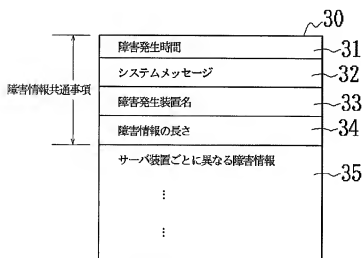 30
障害発生時間
31
システムメッセージ
32
障害情報共通事項
障害発生装置名
33
障害情報の長さ
34
サーバ装置ごとに異なる障害情報
35
⋮
⋮